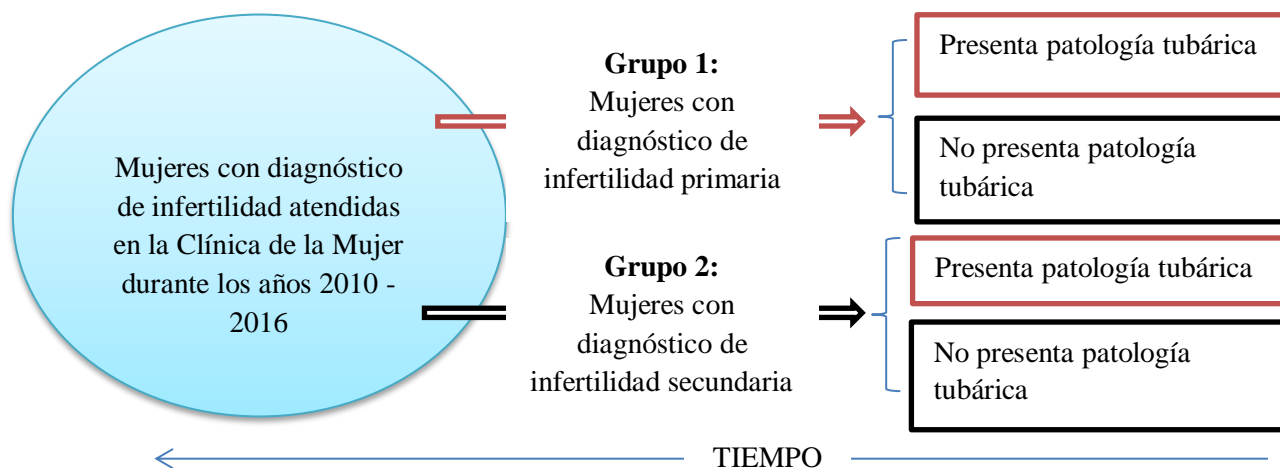 Mujeres con diagnóstico
de infertilidad atendidas
en la Clínica de la Mujer
durante los años 2010 -
2016
Grupo 1:
Mujeres con
diagnóstico de
infertilidad primaria
Presenta patología tubárica
No presenta patología
tubárica
Grupo 2:
Mujeres con
diagnóstico de
infertilidad secundaria
Presenta patología tubárica
No presenta patología
tubárica
TIEMPO